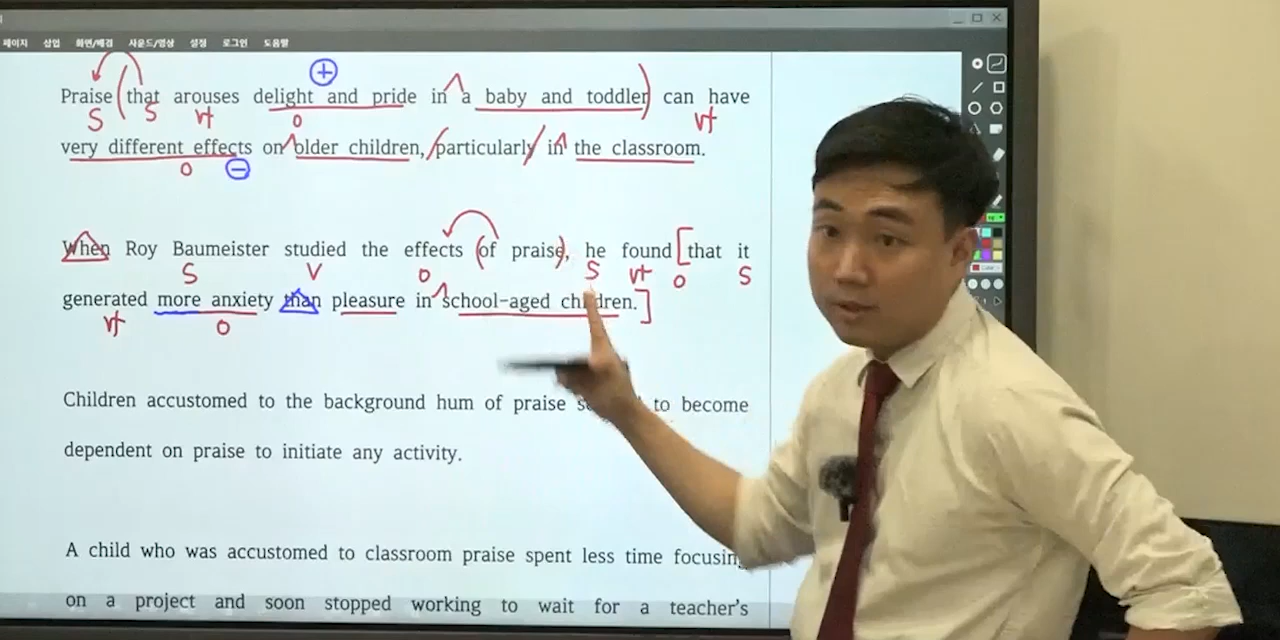 페이지 삽입 화면/배경 사운드/영상 설정 로그인 도움말
Praise (that arouses delight and pride in a baby and toddler) can have
S S vt O vt
very different effects on older children, particularly in the classroom.
O
When Roy Baumeister studied the effects (of praise), he found [that it
S V O S vt O S
generated more anxiety than pleasure in school-aged children.]
vt O
Children accustomed to the background hum of praise to become
dependent on praise to initiate any activity.
A child who was accustomed to classroom praise spent less time focusing
on a project and soon stopped working to wait for a teacher's